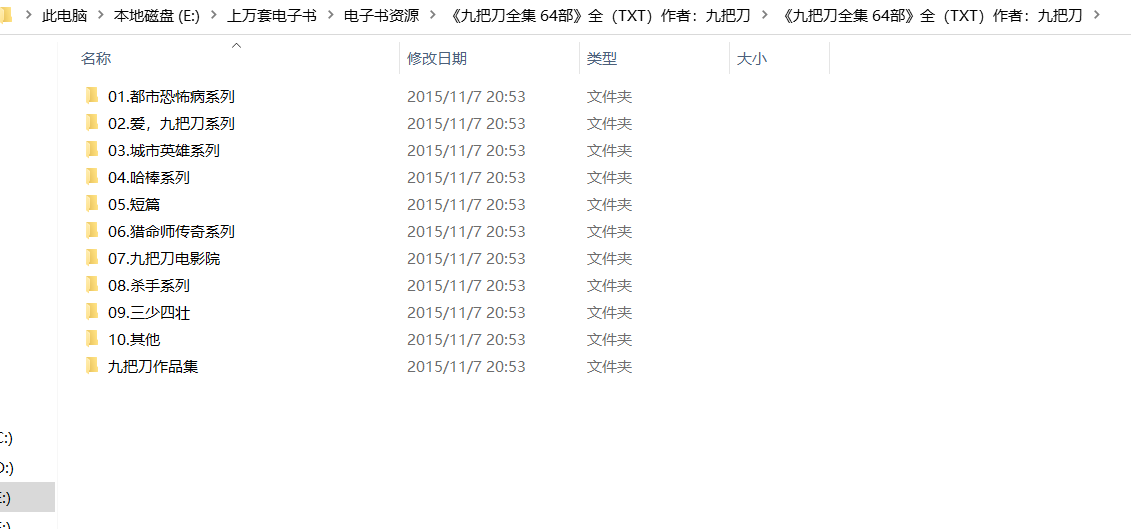 此电脑 > 本地磁盘 (E:) > 上万套电子书 > 电子书资源 > 《九把刀全集 64部》全（TXT）作者：九把刀 > 《九把刀全集 64部》全（TXT）作者：九把刀 >
名称 修改日期 类型 大小
01.都市恐怖病系列 2015/11/7 20:53 文件夹
02.爱，九把刀系列 2015/11/7 20:53 文件夹
03.城市英雄系列 2015/11/7 20:53 文件夹
04.哈棒系列 2015/11/7 20:53 文件夹
05.短篇 2015/11/7 20:53 文件夹
06.猎命师传奇系列 2015/11/7 20:53 文件夹
07.九把刀电影院 2015/11/7 20:53 文件夹
08.杀手系列 2015/11/7 20:53 文件夹
09.三少四壮 2015/11/7 20:53 文件夹
10.其他 2015/11/7 20:53 文件夹
九把刀作品集 2015/11/7 20:53 文件夹
C:)
D:)
E:)